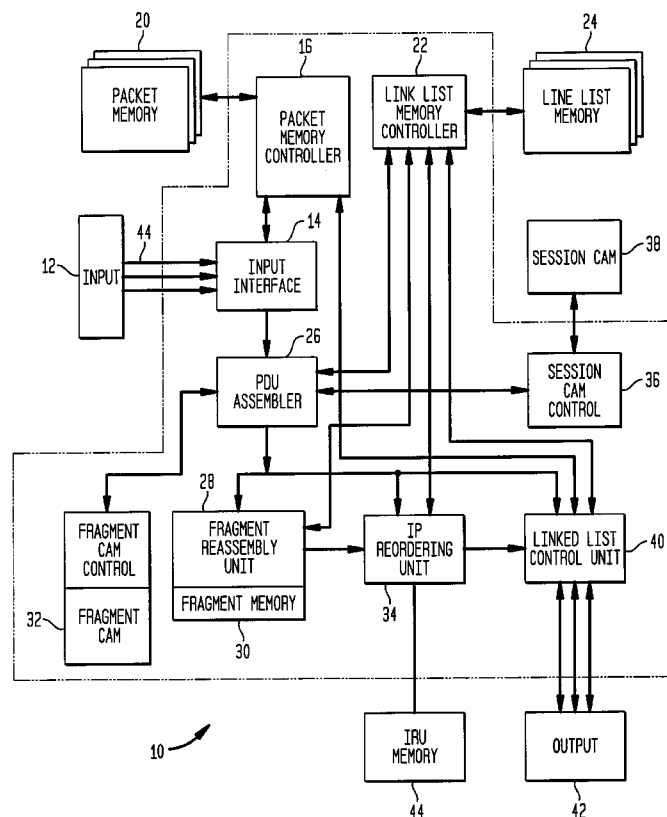 20
PACKET
MEMORY
16
PACKET
MEMORY
CONTROLLER
22
LINK LIST
MEMORY
CONTROLLER
24
LINE LIST
MEMORY
12
INPUT
44
14
INPUT
INTERFACE
SESSION CAM
38
26
PDU
ASSEMBLER
SESSION
CAM
CONTROL
36
28
FRAGMENT
CAM
CONTROL
FRAGMENT
CAM
32
FRAGMENT
REASSEMBLY
UNIT
FRAGMENT MEMORY
30
IP
REORDERING
UNIT
34
LINKED LIST
CONTROL UNIT
40
10
IRU
MEMORY
44
OUTPUT
42